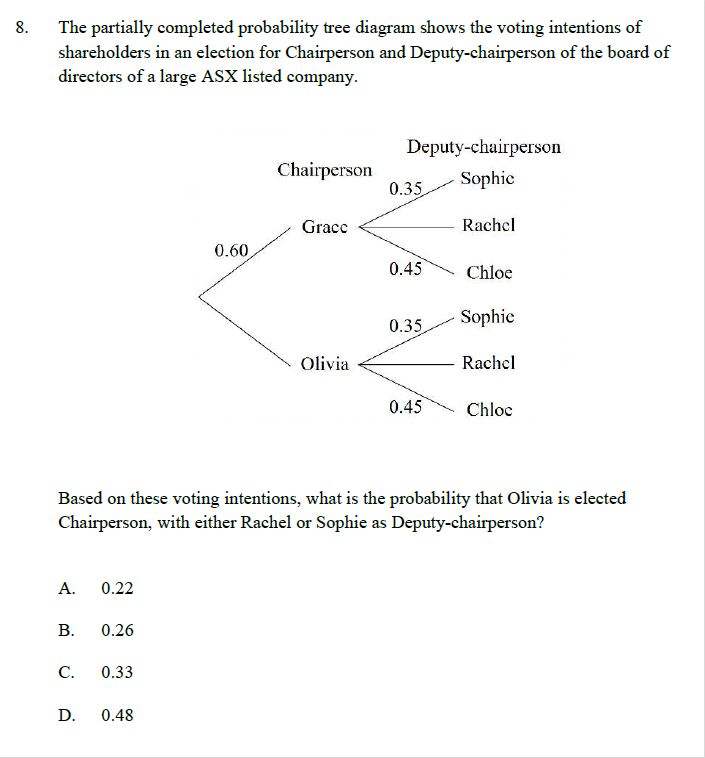 8. The partially completed probability tree diagram shows the voting intentions of
shareholders in an election for Chairperson and Deputy-chairperson of the board of
directors of a large ASX listed company.
Deputy-chairperson
Chairperson
0.35 Sophie
Grace Rachel
0.60
0.45 Chloe
0.35 Sophie
Olivia Rachel
0.45 Chloe
Based on these voting intentions, what is the probability that Olivia is elected
Chairperson, with either Rachel or Sophie as Deputy-chairperson?
A. 0.22
B. 0.26
C. 0.33
D. 0.48